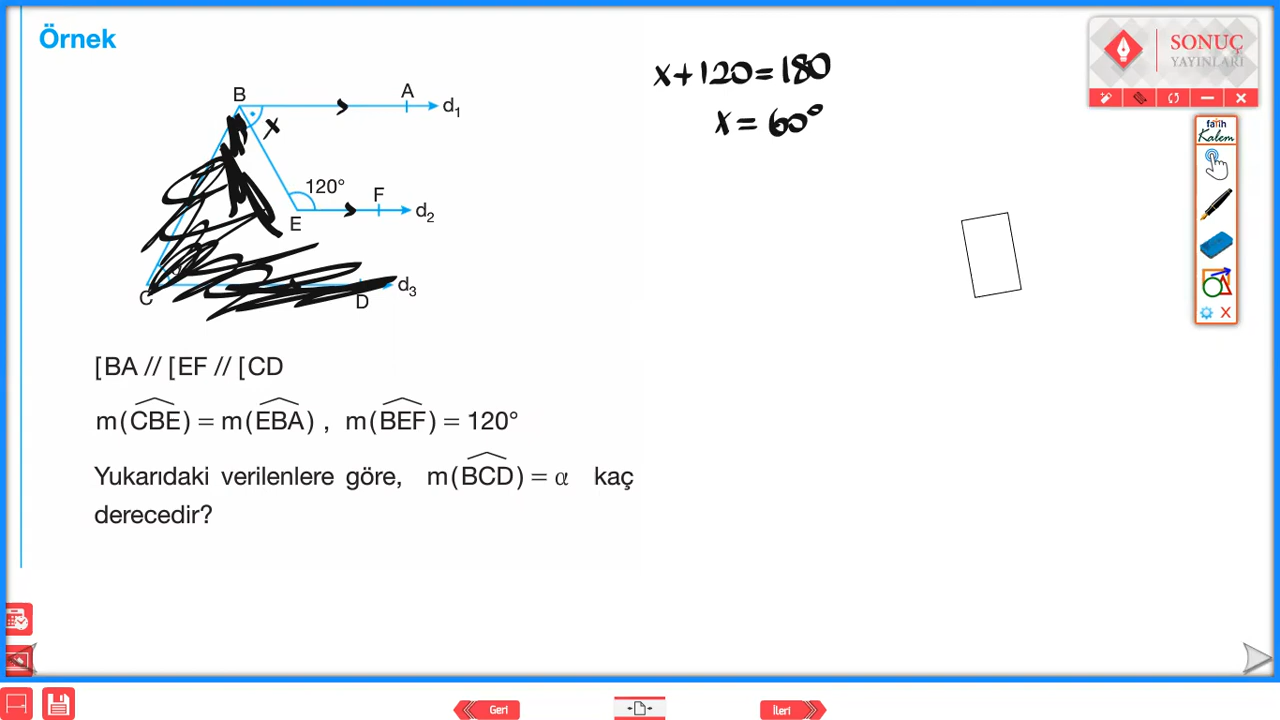 Örnek
x+120=180
x=60°
SONUÇ
YAYINLARI
fatih
Kalem
B
A
d1
x
120°
F
E
d2
C
D
d3
[BA // [EF // [CD
m(CBE) = m(EBA) , m(BEF) = 120°
Yukarıdaki verilenlere göre, m(BCD) = α kaç
derecedir?
Geri
İleri